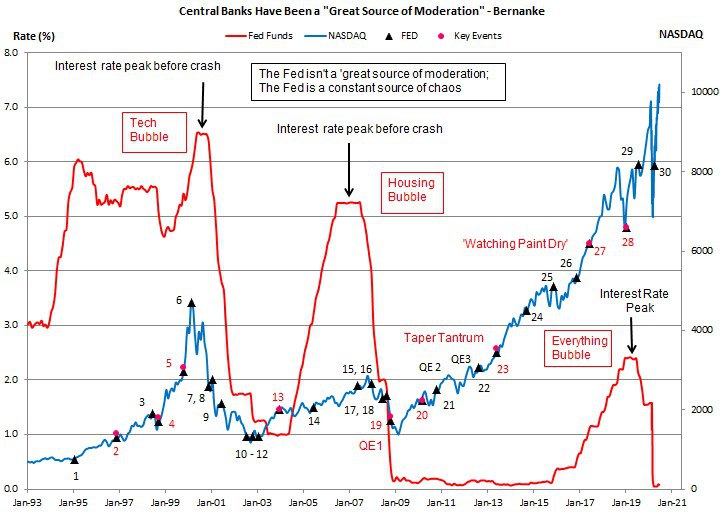 Central Banks Have Been a "Great Source of Moderation" - Bernanke
Rate (%)
NASDAQ
Fed Funds
NASDAQ
FED
Key Events
8.0
7.0
6.0
5.0
4.0
3.0
2.0
1.0
0.0
10000
8000
6000
4000
2000
0
Interest rate peak before crash
The Fed isn't a 'great source of moderation;
The Fed is a constant source of chaos
Tech
Bubble
Interest rate peak before crash
Housing
Bubble
'Watching Paint Dry'
Interest Rate
Peak
Taper Tantrum
Everything
Bubble
QE1
QE 2
QE3
1
2
3
4
5
6
7, 8
9
10 - 12
13
14
15, 16
17, 18
19
20
21
22
23
24
25
26
27
28
29
30
Jan-93
Jan-95
Jan-97
Jan-99
Jan-01
Jan-03
Jan-05
Jan-07
Jan-09
Jan-11
Jan-13
Jan-15
Jan-17
Jan-19
Jan-21